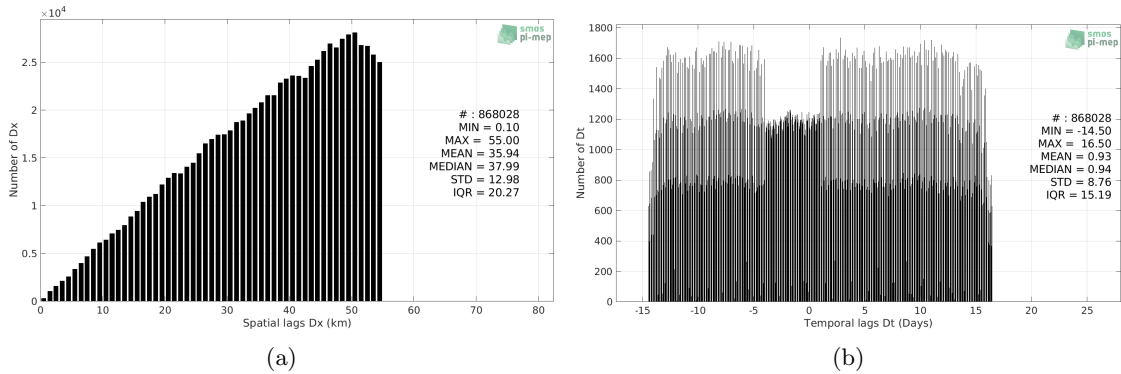 ×10⁴
smos
pi-mep
2.5
2
1.5
1
0.5
0
Number of Dx
# : 868028
MIN = 0.10
MAX = 55.00
MEAN = 35.94
MEDIAN = 37.99
STD = 12.98
IQR = 20.27
0 10 20 30 40 50 60 70 80
Spatial lags Dx (km)
(a)
1800
1600
1400
1200
1000
800
600
400
200
0
Number of Dt
smos
pi-mep
# : 868028
MIN = -14.50
MAX = 16.50
MEAN = 0.93
MEDIAN = 0.94
STD = 8.76
IQR = 15.19
-15 -10 -5 0 5 10 15 20 25
Temporal lags Dt (Days)
(b)